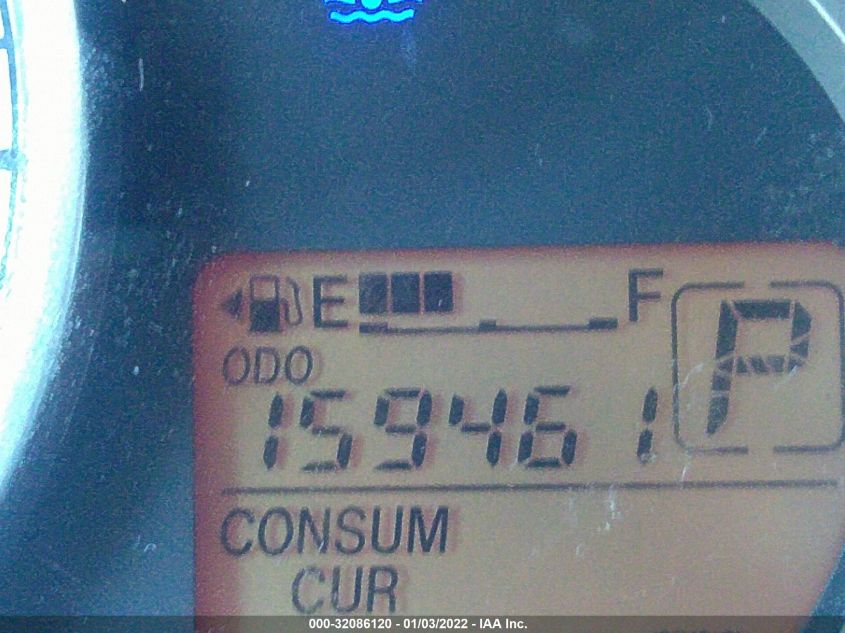 E F
P
ODO
159461
CONSUM
CUR
000-32086120 - 01/03/2022 - IAA Inc.